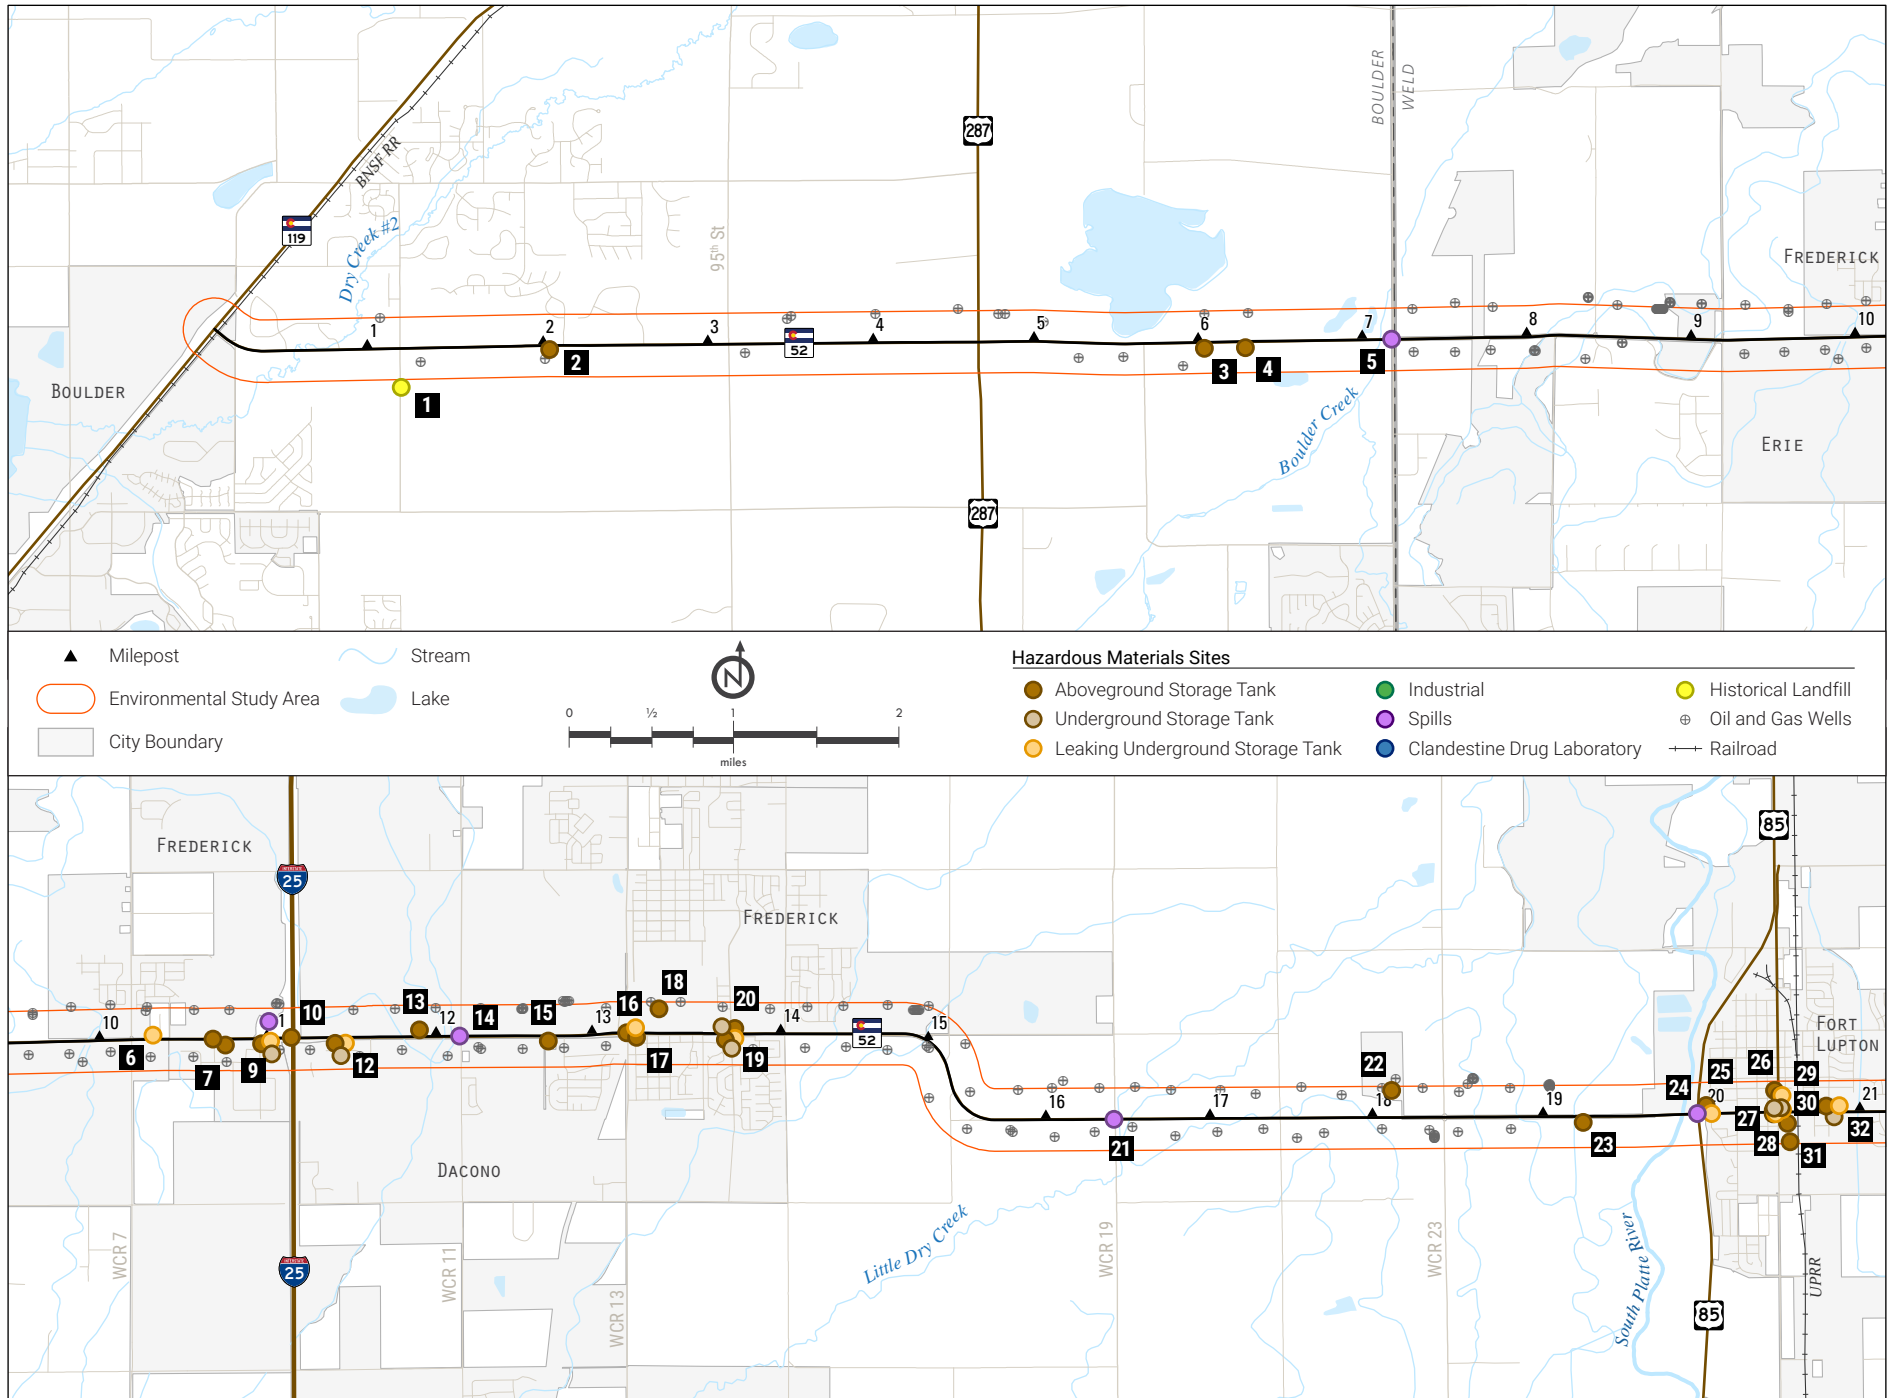 BOULDER
WELD
287
BNSF RR
119
Dry Creek #2
95th St
FREDERICK
1
2
3
4
5
6
7
8
9
10
52
2
3
4
5
BOULDER
1
Boulder Creek
ERIE
287
Milepost
Environmental Study Area
City Boundary
Stream
Lake
N
0
½
1
2
miles
Hazardous Materials Sites
Aboveground Storage Tank
Underground Storage Tank
Leaking Underground Storage Tank
Industrial
Spills
Clandestine Drug Laboratory
Historical Landfill
Oil and Gas Wells
Railroad
85
FREDERICK
INTERSTATE
25
FREDERICK
18
13
10
16
20
15
14
10
12
13
14
52
15
FORT
LUPTON
6
7
9
12
17
19
22
26
29
25
24
16
17
18
19
20
21
30
27
32
28
31
21
23
DACONO
WCR 7
INTERSTATE
25
WCR 11
WCR 13
Little Dry Creek
WCR 19
WCR 23
South Platte River
85
UPRR